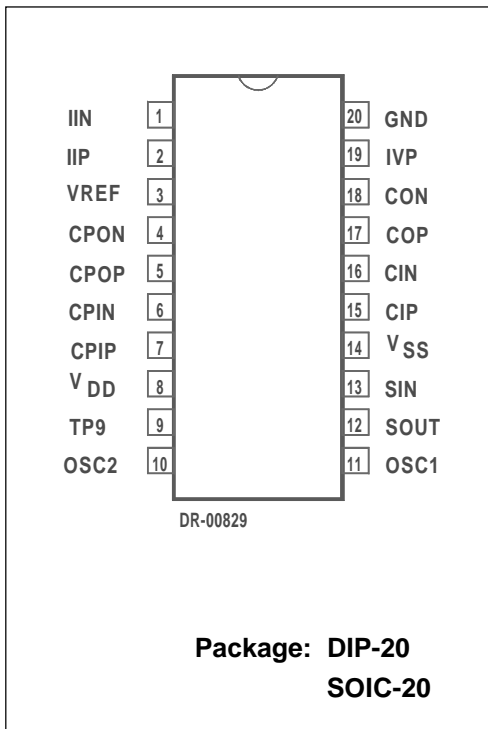 IIN 1 20 GND
IIP 2 19 IVP
VREF 3 18 CON
CPON 4 17 COP
CPOP 5 16 CIN
CPIN 6 15 CIP
CPIP 7 14 VSS
VDD 8 13 SIN
TP9 9 12 SOUT
OSC2 10 11 OSC1
DR-00829
Package: DIP-20
SOIC-20